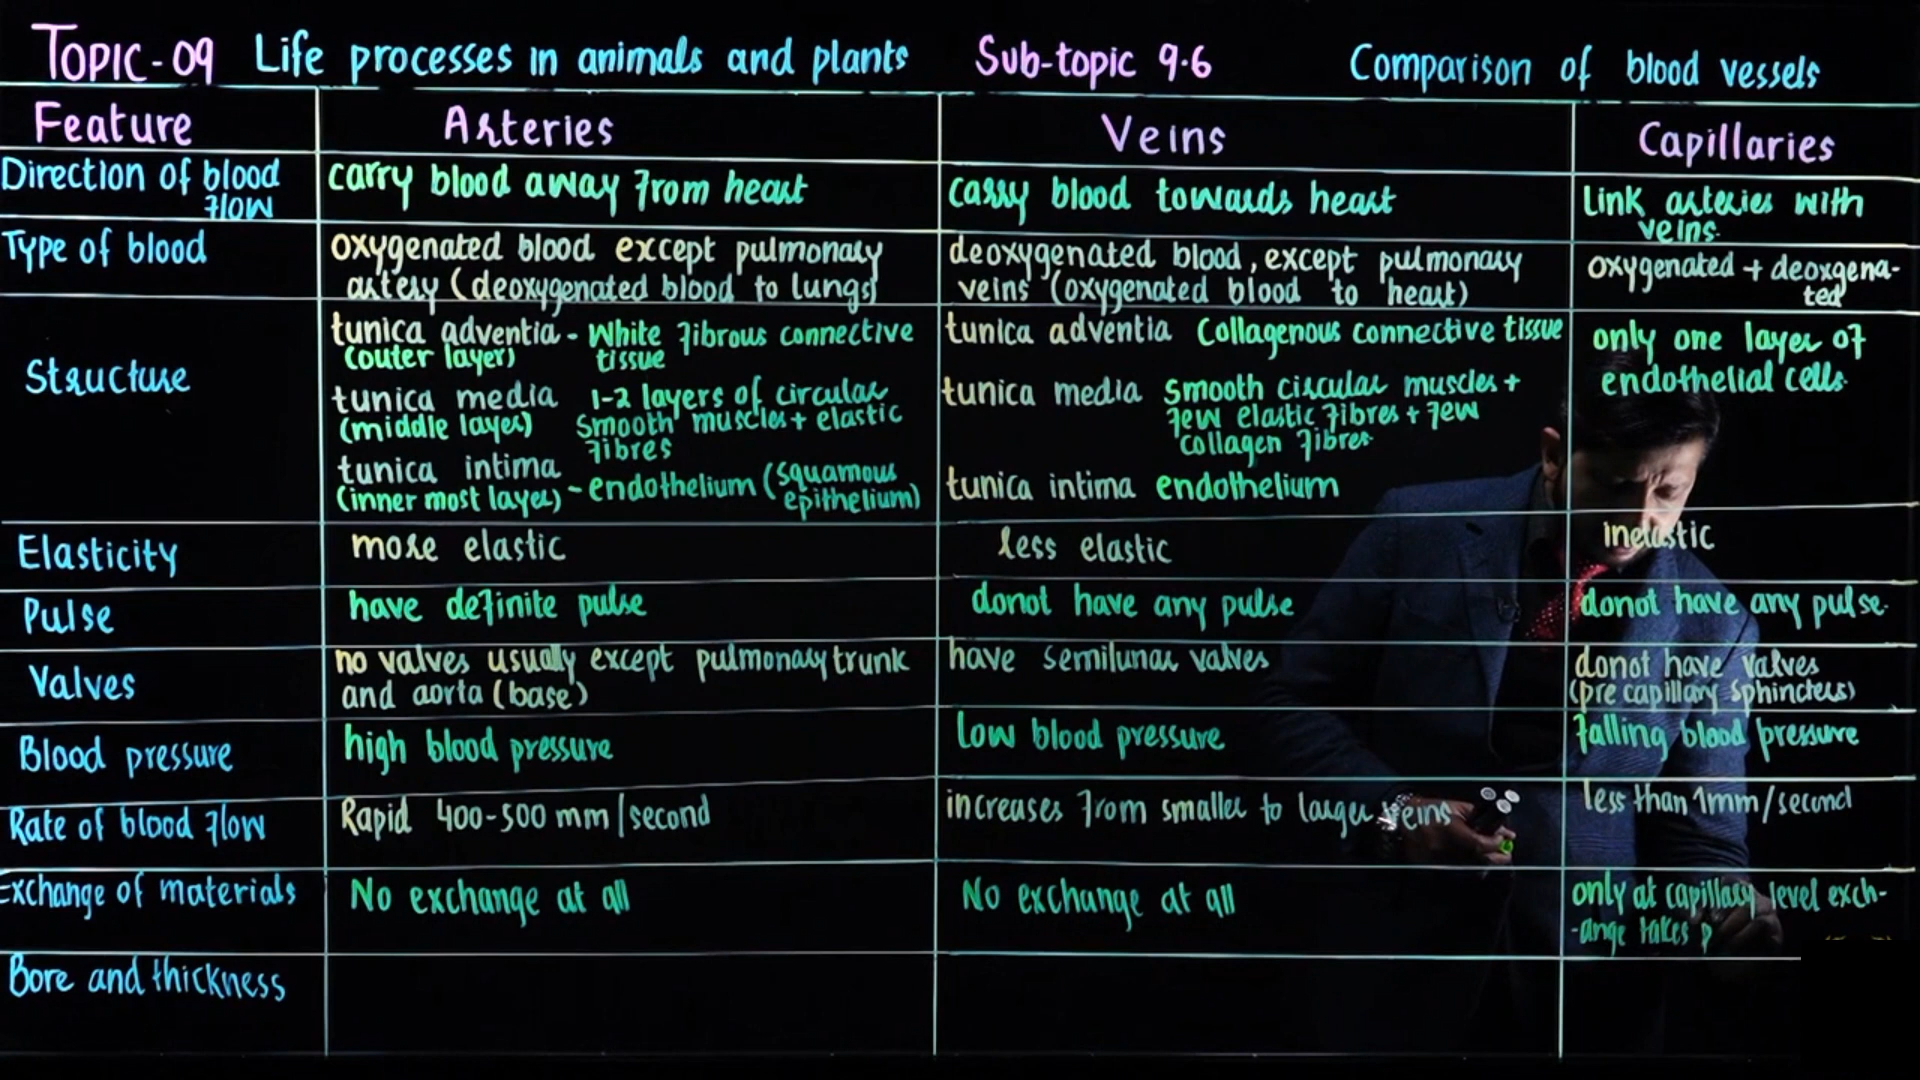 TOPIC-09 Life processes in animals and plants Sub-topic 9.6 Comparison of blood vessels
Feature Arteries Veins Capillaries
Direction of blood flow
carry blood away from heart
carry blood towards heart
Link arteries with
veins.
Type of blood
oxygenated blood except pulmonary
artery (deoxygenated blood to lungs)
deoxygenated blood, except pulmonary
veins (oxygenated blood to heart)
oxygenated + deoxgena-
ted
Structure
tunica adventia - White fibrous connective
(outer layer) tissue
tunica media 1-2 layers of circular
(middle layer) Smooth muscles + elastic
fibres
tunica intima
(inner most layer) - endothelium (squamous
epithelium)
tunica adventia Collagenous connective tissue
tunica media Smooth circular muscles +
few elastic fibres + few
collagen fibres.
tunica intima endothelium
only one layer of
endothelial cells.
Elasticity more elastic less elastic inelastic
Pulse have definite pulse donot have any pulse donot have any pulse.
Valves
no valves usually except pulmonary trunk
and aorta (base)
have semilunar valves
donot have valves
(pre capillary sphincters)
Blood pressure high blood pressure Low blood pressure falling blood pressure
Rate of blood flow Rapid 400-500 mm/second increases from smaller to larger veins less than 1mm/second
Exchange of materials No exchange at all No exchange at all
only at capillary level exch-
-ange takes p
Bore and thickness